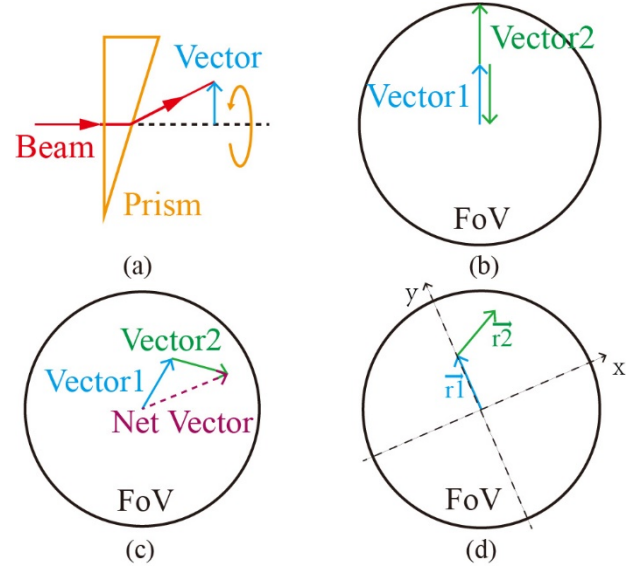 Vector
Beam
Prism
(a)
Vector2
Vector1
FoV
(b)
Vector2
Vector1
Net Vector
FoV
(c)
y
r2
r1
x
FoV
(d)